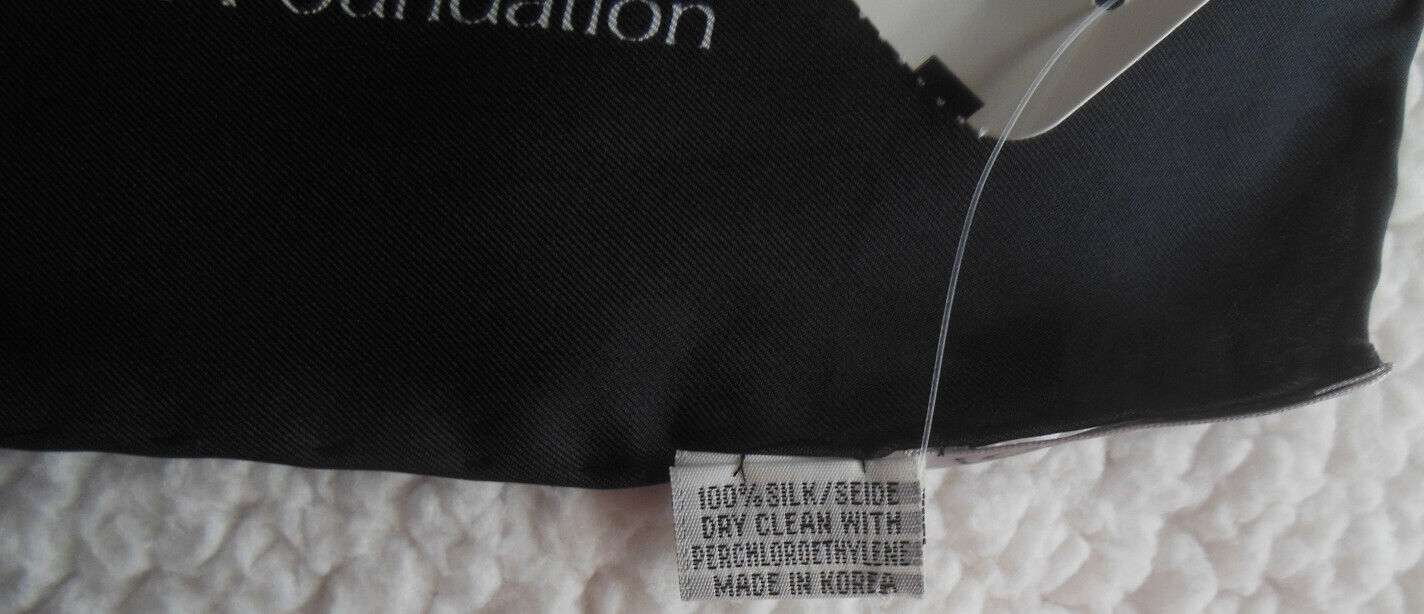 Foundation
100% SILK/SEIDE
DRY CLEAN WITH
PERCHLOROETHYLENE
MADE IN KOREA